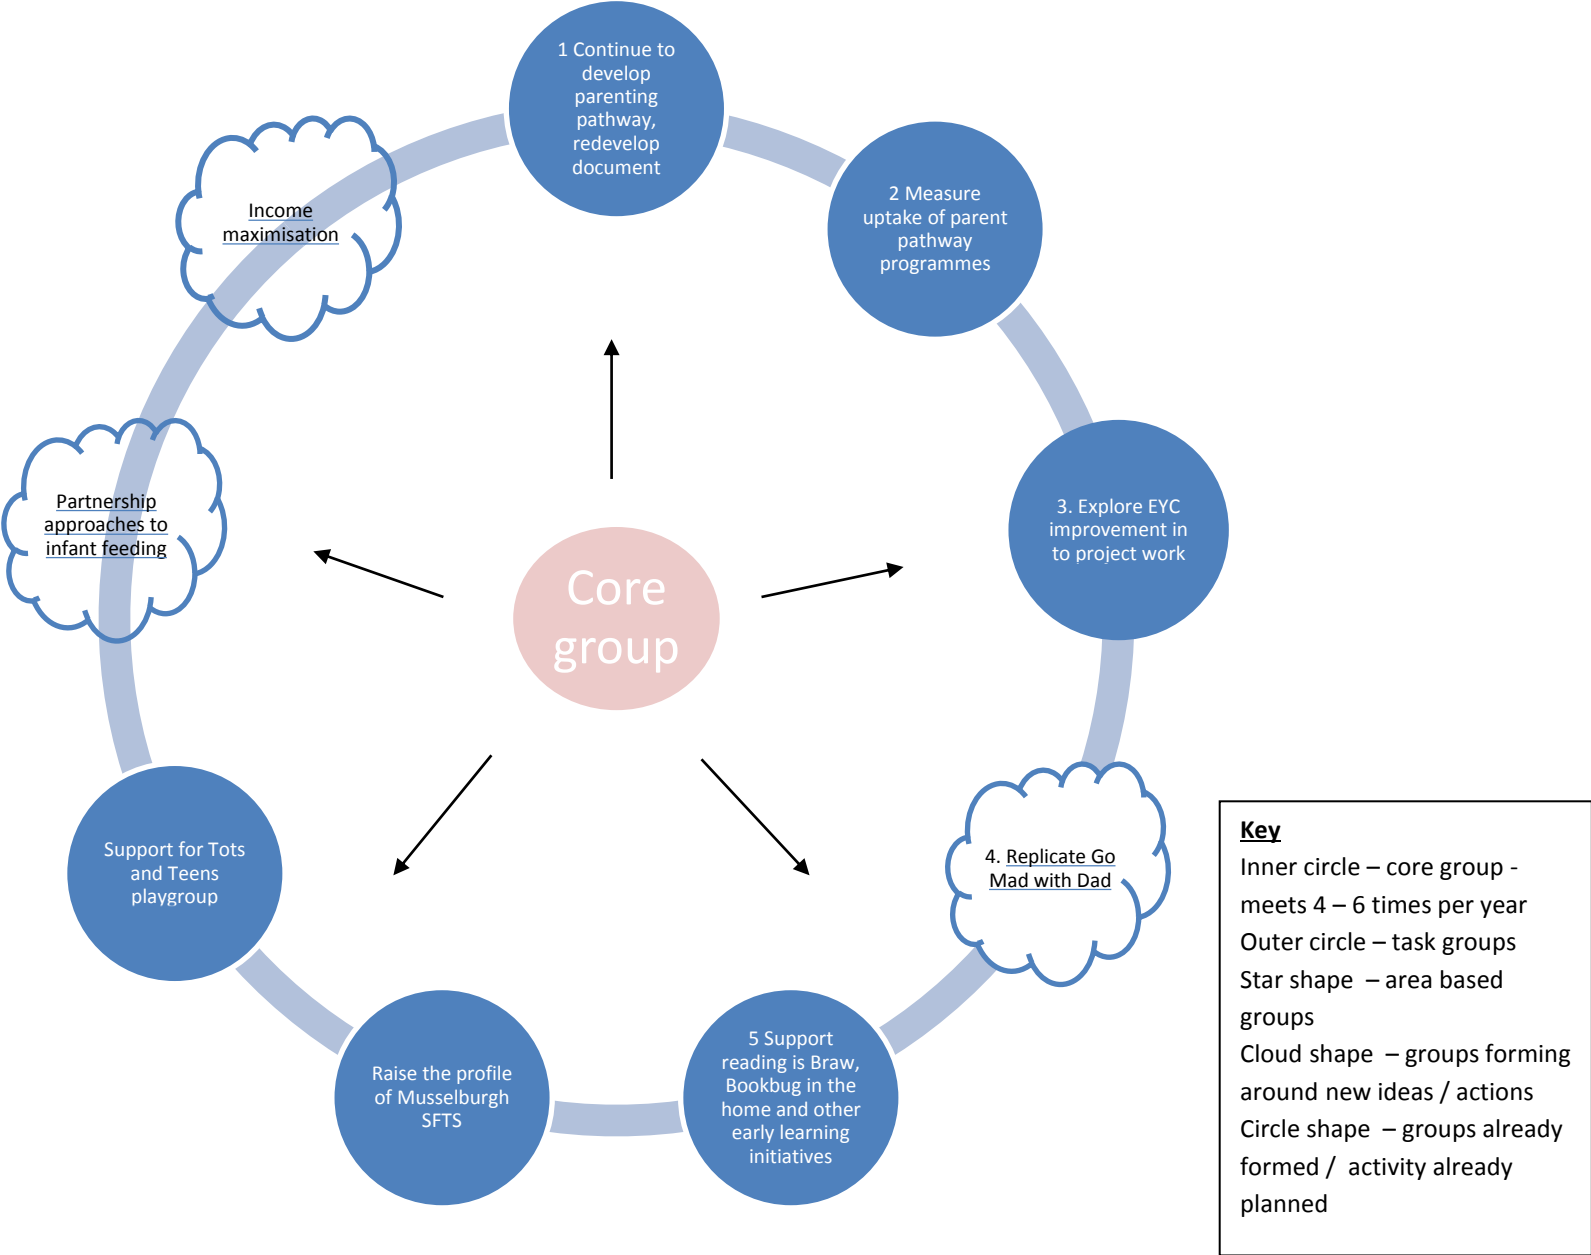 1 Continue to
develop
parenting
pathway,
redevelop
document
2 Measure
uptake of parent
pathway
programmes
3. Explore EYC
improvement in
to project work
4. Replicate Go
Mad with Dad
5 Support
reading is Braw,
Bookbug in the
home and other
early learning
initiatives
Raise the profile
of Musselburgh
SFTS
Support for Tots
and Teens
playgroup
Partnership
approaches to
infant feeding
Income
maximisation
Core
group
Key
Inner circle – core group -
meets 4 – 6 times per year
Outer circle – task groups
Star shape – area based
groups
Cloud shape – groups forming
around new ideas / actions
Circle shape – groups already
formed / activity already
planned